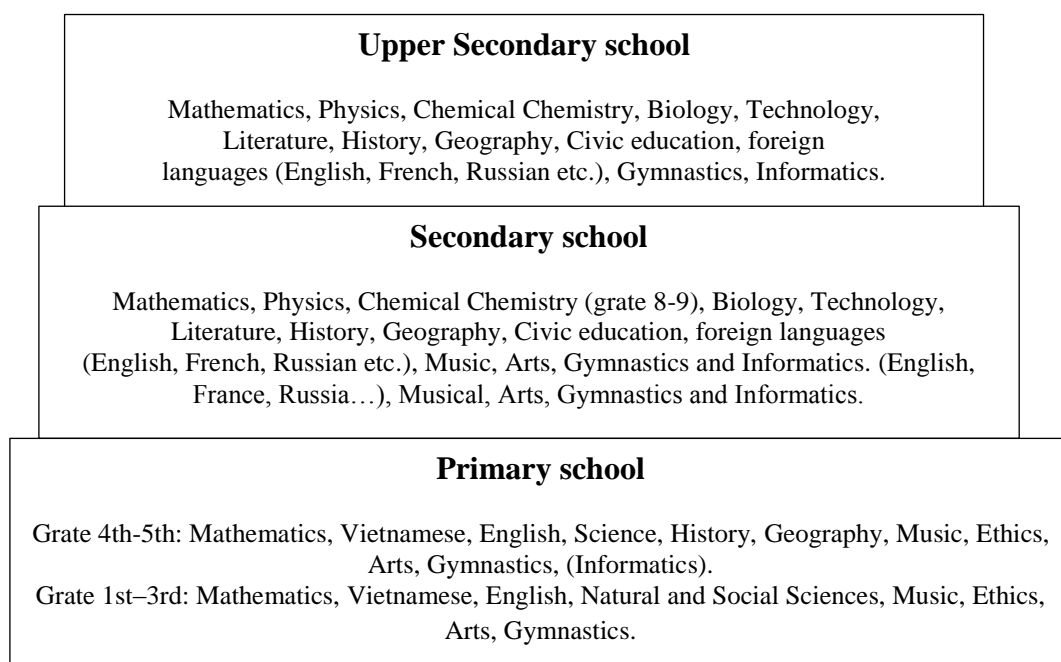 Upper Secondary school
Mathematics, Physics, Chemical Chemistry, Biology, Technology,
Literature, History, Geography, Civic education, foreign
languages (English, French, Russian etc.), Gymnastics, Informatics.
Secondary school
Mathematics, Physics, Chemical Chemistry (grate 8-9), Biology, Technology,
Literature, History, Geography, Civic education, foreign languages
(English, French, Russian etc.), Music, Arts, Gymnastics and Informatics. (English,
France, Russia…), Musical, Arts, Gymnastics and Informatics.
Primary school
Grate 4th-5th: Mathematics, Vietnamese, English, Science, History, Geography, Music, Ethics,
Arts, Gymnastics, (Informatics).
Grate 1st–3rd: Mathematics, Vietnamese, English, Natural and Social Sciences, Music, Ethics,
Arts, Gymnastics.